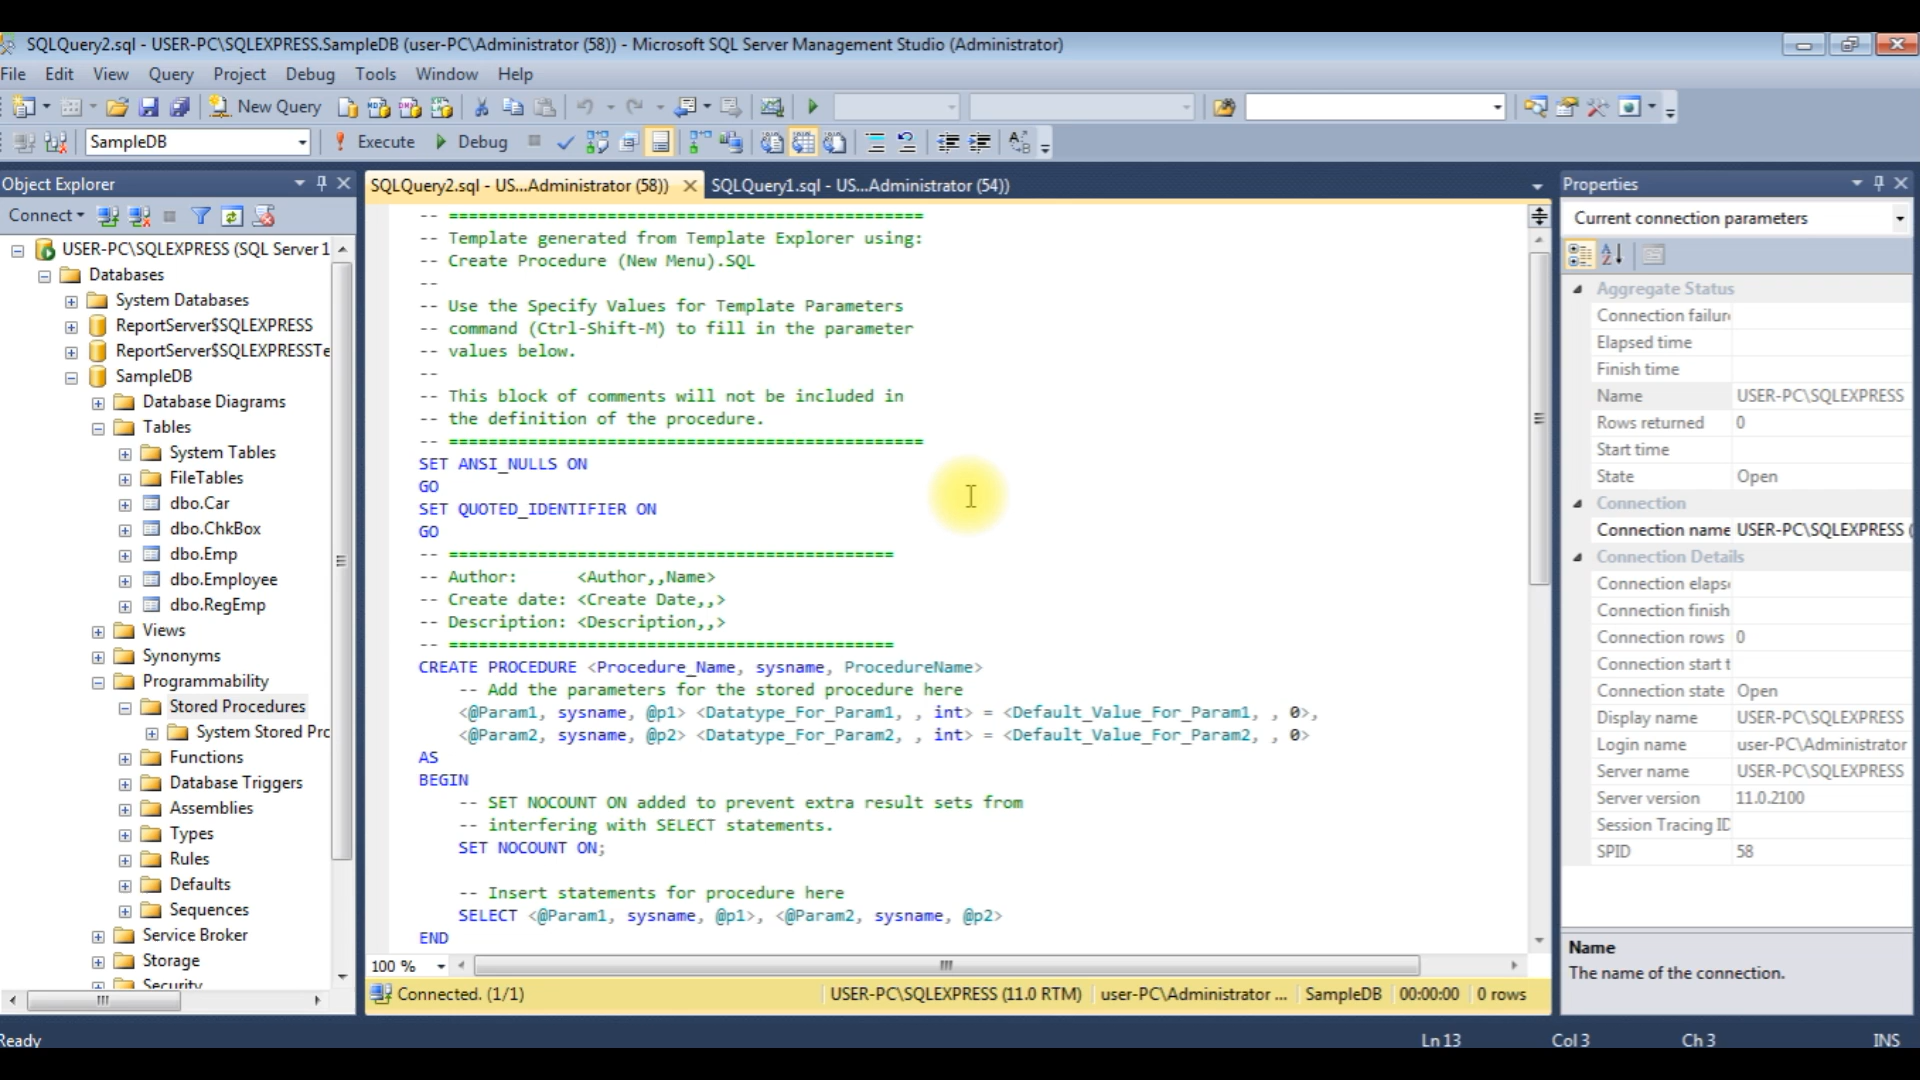 SQLQuery2.sql - USER-PC\SQLEXPRESS.SampleDB (user-PC\Administrator (58)) - Microsoft SQL Server Management Studio (Administrator)
File Edit View Query Project Debug Tools Window Help
New Query
SampleDB Execute Debug
Object Explorer
Connect
USER-PC\SQLEXPRESS (SQL Server 1
Databases
System Databases
ReportServer$SQLEXPRESS
ReportServer$SQLEXPRESSTe
SampleDB
Database Diagrams
Tables
System Tables
FileTables
dbo.Car
dbo.ChkBox
dbo.Emp
dbo.Employee
dbo.RegEmp
Views
Synonyms
Programmability
Stored Procedures
System Stored Prc
Functions
Database Triggers
Assemblies
Types
Rules
Defaults
Sequences
Service Broker
Storage
Security
SQLQuery2.sql - US...Administrator (58)) SQLQuery1.sql - US...Administrator (54))
-- ================================================
-- Template generated from Template Explorer using:
-- Create Procedure (New Menu).SQL
--
-- Use the Specify Values for Template Parameters
-- command (Ctrl-Shift-M) to fill in the parameter
-- values below.
--
-- This block of comments will not be included in
-- the definition of the procedure.
-- ================================================
SET ANSI_NULLS ON
GO
SET QUOTED_IDENTIFIER ON
GO
-- =============================================
-- Author:      <Author,,Name>
-- Create date: <Create Date,,>
-- Description: <Description,,>
-- =============================================
CREATE PROCEDURE <Procedure_Name, sysname, ProcedureName>
-- Add the parameters for the stored procedure here
<@Param1, sysname, @p1> <Datatype_For_Param1, , int> = <Default_Value_For_Param1, , 0>,
<@Param2, sysname, @p2> <Datatype_For_Param2, , int> = <Default_Value_For_Param2, , 0>
AS
BEGIN
-- SET NOCOUNT ON added to prevent extra result sets from
-- interfering with SELECT statements.
SET NOCOUNT ON;
-- Insert statements for procedure here
SELECT <@Param1, sysname, @p1>, <@Param2, sysname, @p2>
END
100 %
Connected. (1/1) USER-PC\SQLEXPRESS (11.0 RTM) user-PC\Administrator ... SampleDB 00:00:00 0 rows
Properties
Current connection parameters
Aggregate Status
Connection failur
Elapsed time
Finish time
Name USER-PC\SQLEXPRESS
Rows returned 0
Start time
State Open
Connection
Connection name USER-PC\SQLEXPRESS (
Connection Details
Connection elaps
Connection finish
Connection rows 0
Connection start t
Connection state Open
Display name USER-PC\SQLEXPRESS
Login name user-PC\Administrator
Server name USER-PC\SQLEXPRESS
Server version 11.0.2100
Session Tracing ID
SPID 58
Name
The name of the connection.
Ready Ln 13 Col 3 Ch 3 INS